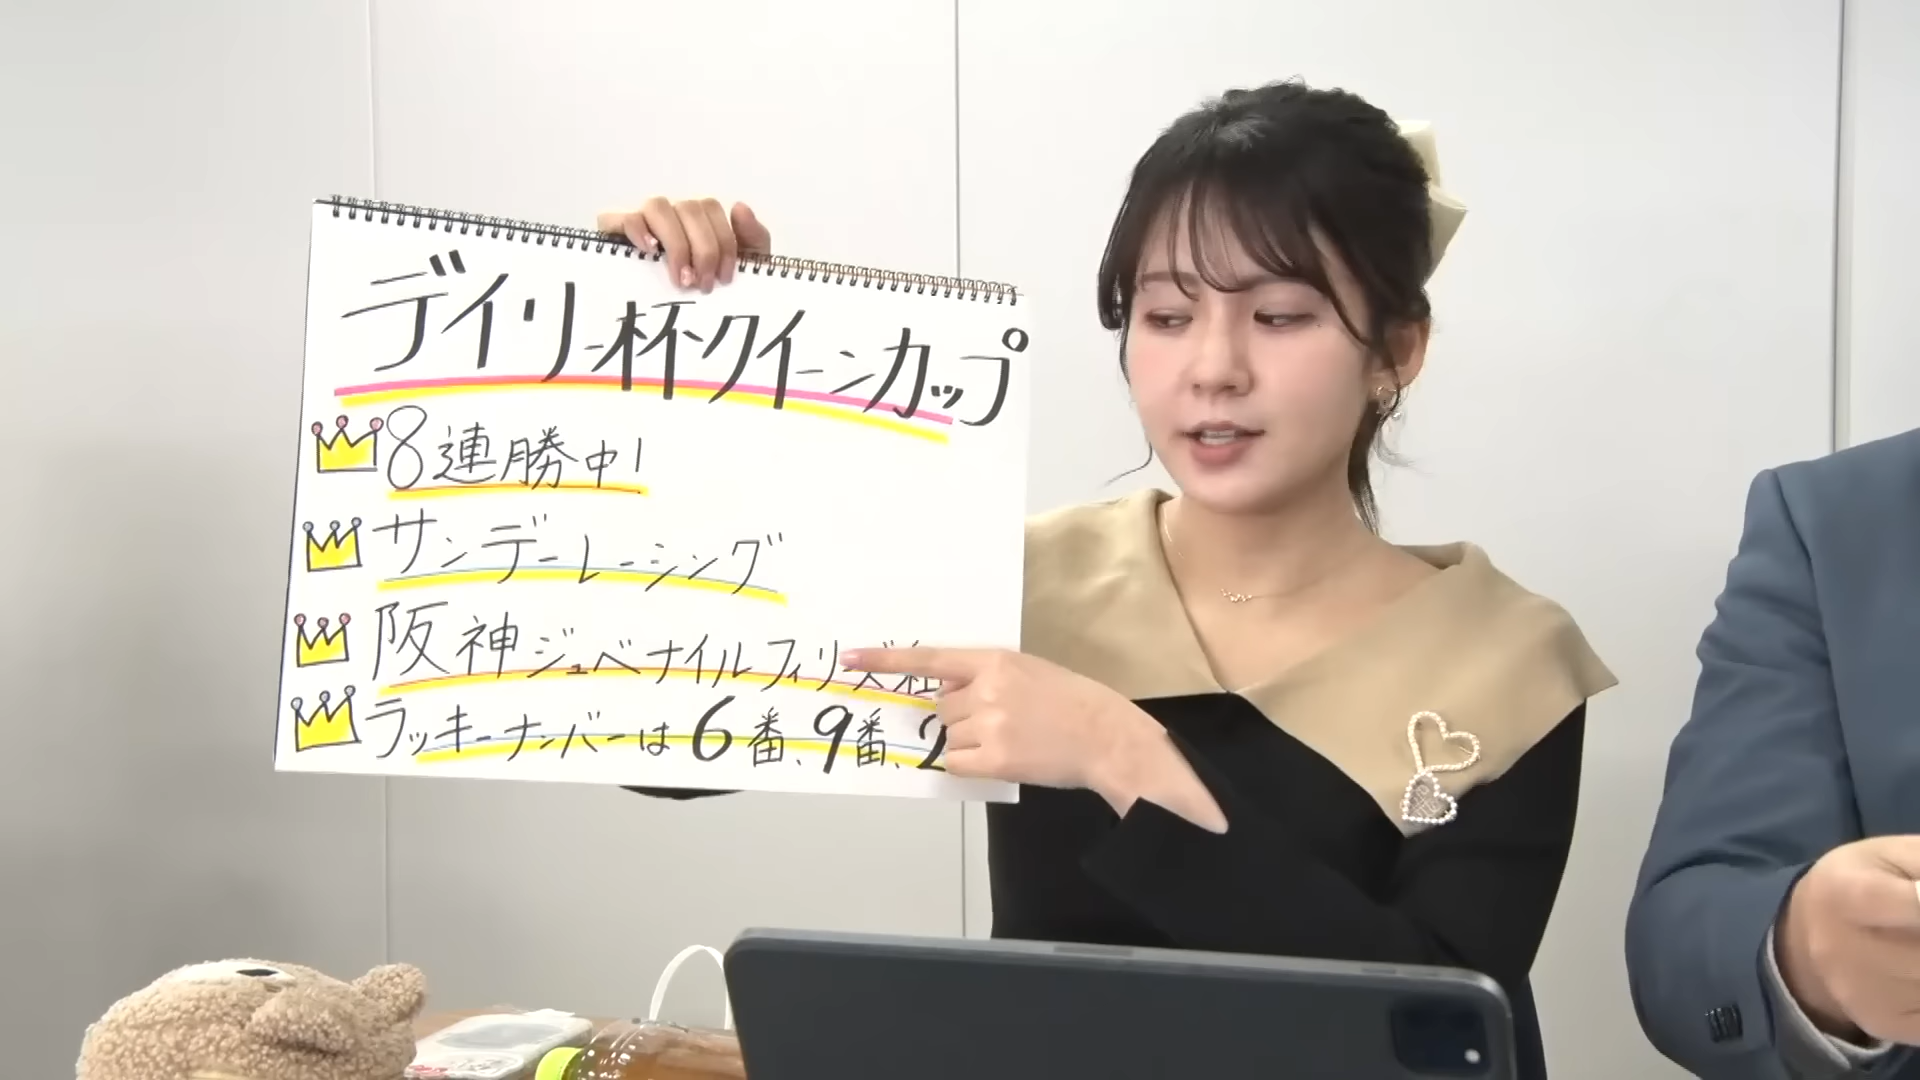 デイリー杯クイーンカップ
8連勝中!
サンデーレーシング
阪神ジュベナイルフィリーズ組
ラッキーナンバーは6番、9番、2